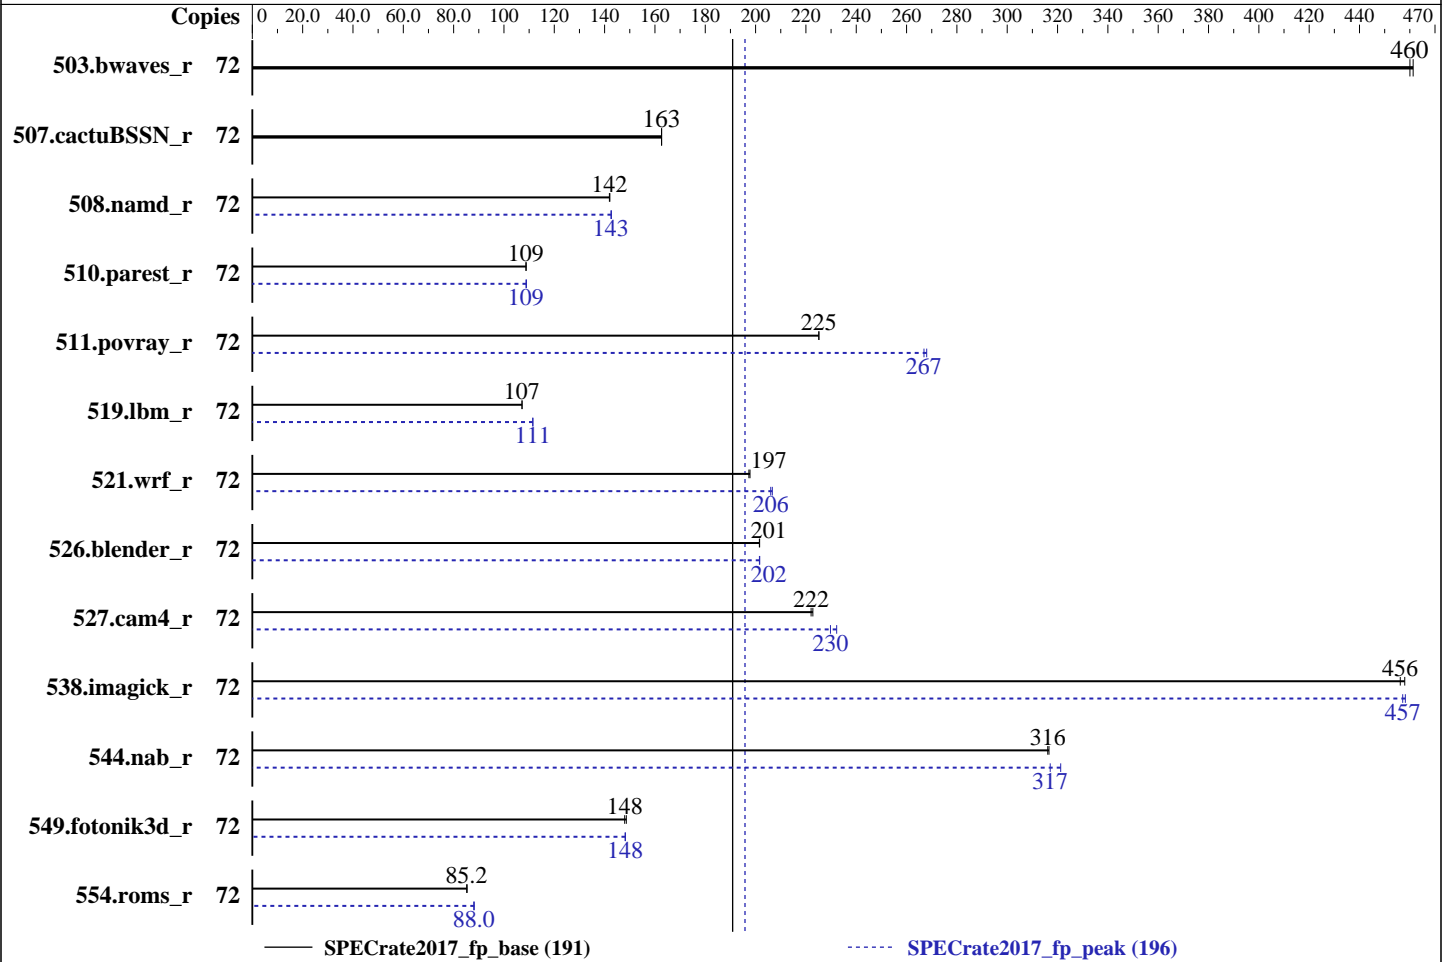 Copies 0 20.0 40.0 60.0 80.0 100 120 140 160 180 200 220 240 260 280 300 320 340 360 380 400 420 440 470
503.bwaves_r 72 460
507.cactuBSSN_r 72 163
508.namd_r 72 142
143
510.parest_r 72 109
109
511.povray_r 72 225
267
519.lbm_r 72 107
111
521.wrf_r 72 197
206
526.blender_r 72 201
202
527.cam4_r 72 222
230
538.imagick_r 72 456
457
544.nab_r 72 316
317
549.fotonik3d_r 72 148
148
554.roms_r 72 85.2
88.0
SPECrate2017_fp_base (191) SPECrate2017_fp_peak (196)